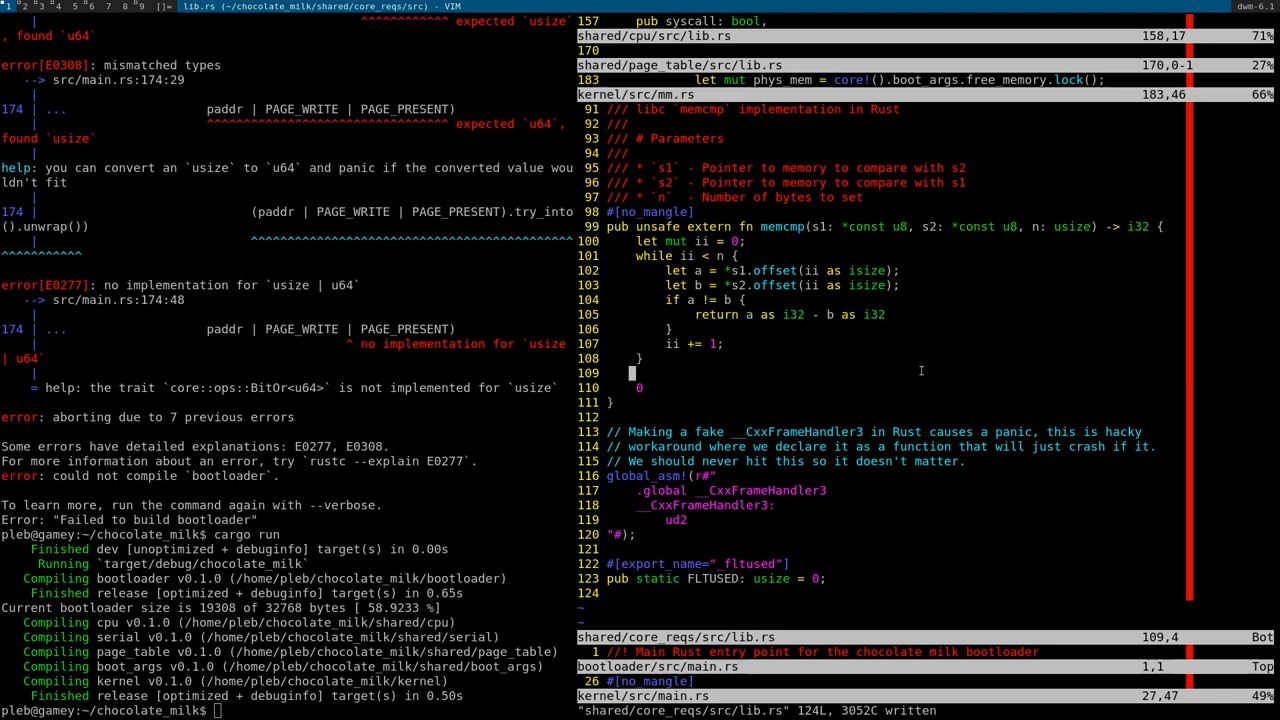 1 2 3 4 5 6 7 8 9 []= lib.rs (~/chocolate_milk/shared/core_reqs/src) - VIM dwm-6.1
^^^^^^^^^^^^ expected `usize`
, found `u64`
error[E0308]: mismatched types
--> src/main.rs:174:29
|
174 | ... paddr | PAGE_WRITE | PAGE_PRESENT)
| ^^^^^^^^^^^^^^^^^^^^^^^^^^^^^^^^^ expected `u64`,
found `usize`
|
help: you can convert an `usize` to `u64` and panic if the converted value wou
ldn't fit
|
174 | (paddr | PAGE_WRITE | PAGE_PRESENT).try_into
().unwrap())
| ^^^^^^^^^^^^^^^^^^^^^^^^^^^^^^^^^^^^^^^^^^^^
^^^^^^^^^^^
error[E0277]: no implementation for `usize | u64`
--> src/main.rs:174:48
|
174 | ... paddr | PAGE_WRITE | PAGE_PRESENT)
| ^ no implementation for `usize
| u64`
|
= help: the trait `core::ops::BitOr<u64>` is not implemented for `usize`
error: aborting due to 7 previous errors
Some errors have detailed explanations: E0277, E0308.
For more information about an error, try `rustc --explain E0277`.
error: could not compile `bootloader`.
To learn more, run the command again with --verbose.
Error: "Failed to build bootloader"
pleb@gamey:~/chocolate_milk$ cargo run
Finished dev [unoptimized + debuginfo] target(s) in 0.00s
Running `target/debug/chocolate_milk`
Compiling bootloader v0.1.0 (/home/pleb/chocolate_milk/bootloader)
Finished release [optimized + debuginfo] target(s) in 0.65s
Current bootloader size is 19308 of 32768 bytes [ 58.9233 %]
Compiling cpu v0.1.0 (/home/pleb/chocolate_milk/shared/cpu)
Compiling serial v0.1.0 (/home/pleb/chocolate_milk/shared/serial)
Compiling page_table v0.1.0 (/home/pleb/chocolate_milk/shared/page_table)
Compiling boot_args v0.1.0 (/home/pleb/chocolate_milk/shared/boot_args)
Compiling kernel v0.1.0 (/home/pleb/chocolate_milk/kernel)
Finished release [optimized + debuginfo] target(s) in 0.50s
pleb@gamey:~/chocolate_milk$
157 pub syscall: bool,
shared/cpu/src/lib.rs 158,17 71%
170
shared/page_table/src/lib.rs 170,0-1 27%
183 let mut phys_mem = core!().boot_args.free_memory.lock();
kernel/src/mm.rs 183,46 66%
91 /// libc `memcmp` implementation in Rust
92 ///
93 /// # Parameters
94 ///
95 /// * `s1` - Pointer to memory to compare with s2
96 /// * `s2` - Pointer to memory to compare with s1
97 /// * `n` - Number of bytes to set
98 #[no_mangle]
99 pub unsafe extern fn memcmp(s1: *const u8, s2: *const u8, n: usize) -> i32 {
100 let mut ii = 0;
101 while ii < n {
102 let a = *s1.offset(ii as isize);
103 let b = *s2.offset(ii as isize);
104 if a != b {
105 return a as i32 - b as i32
106 }
107 ii += 1;
108 }
109
110 0
111 }
112
113 // Making a fake __CxxFrameHandler3 in Rust causes a panic, this is hacky
114 // workaround where we declare it as a function that will just crash if it.
115 // We should never hit this so it doesn't matter.
116 global_asm!(r#"
117 .global __CxxFrameHandler3
118 __CxxFrameHandler3:
119 ud2
120 "#);
121
122 #[export_name="_fltused"]
123 pub static FLTUSED: usize = 0;
124
~
~
shared/core_reqs/src/lib.rs 109,4 Bot
1 //! Main Rust entry point for the chocolate milk bootloader
bootloader/src/main.rs 1,1 Top
26 #[no_mangle]
kernel/src/main.rs 27,47 49%
"shared/core_reqs/src/lib.rs" 124L, 3052C written